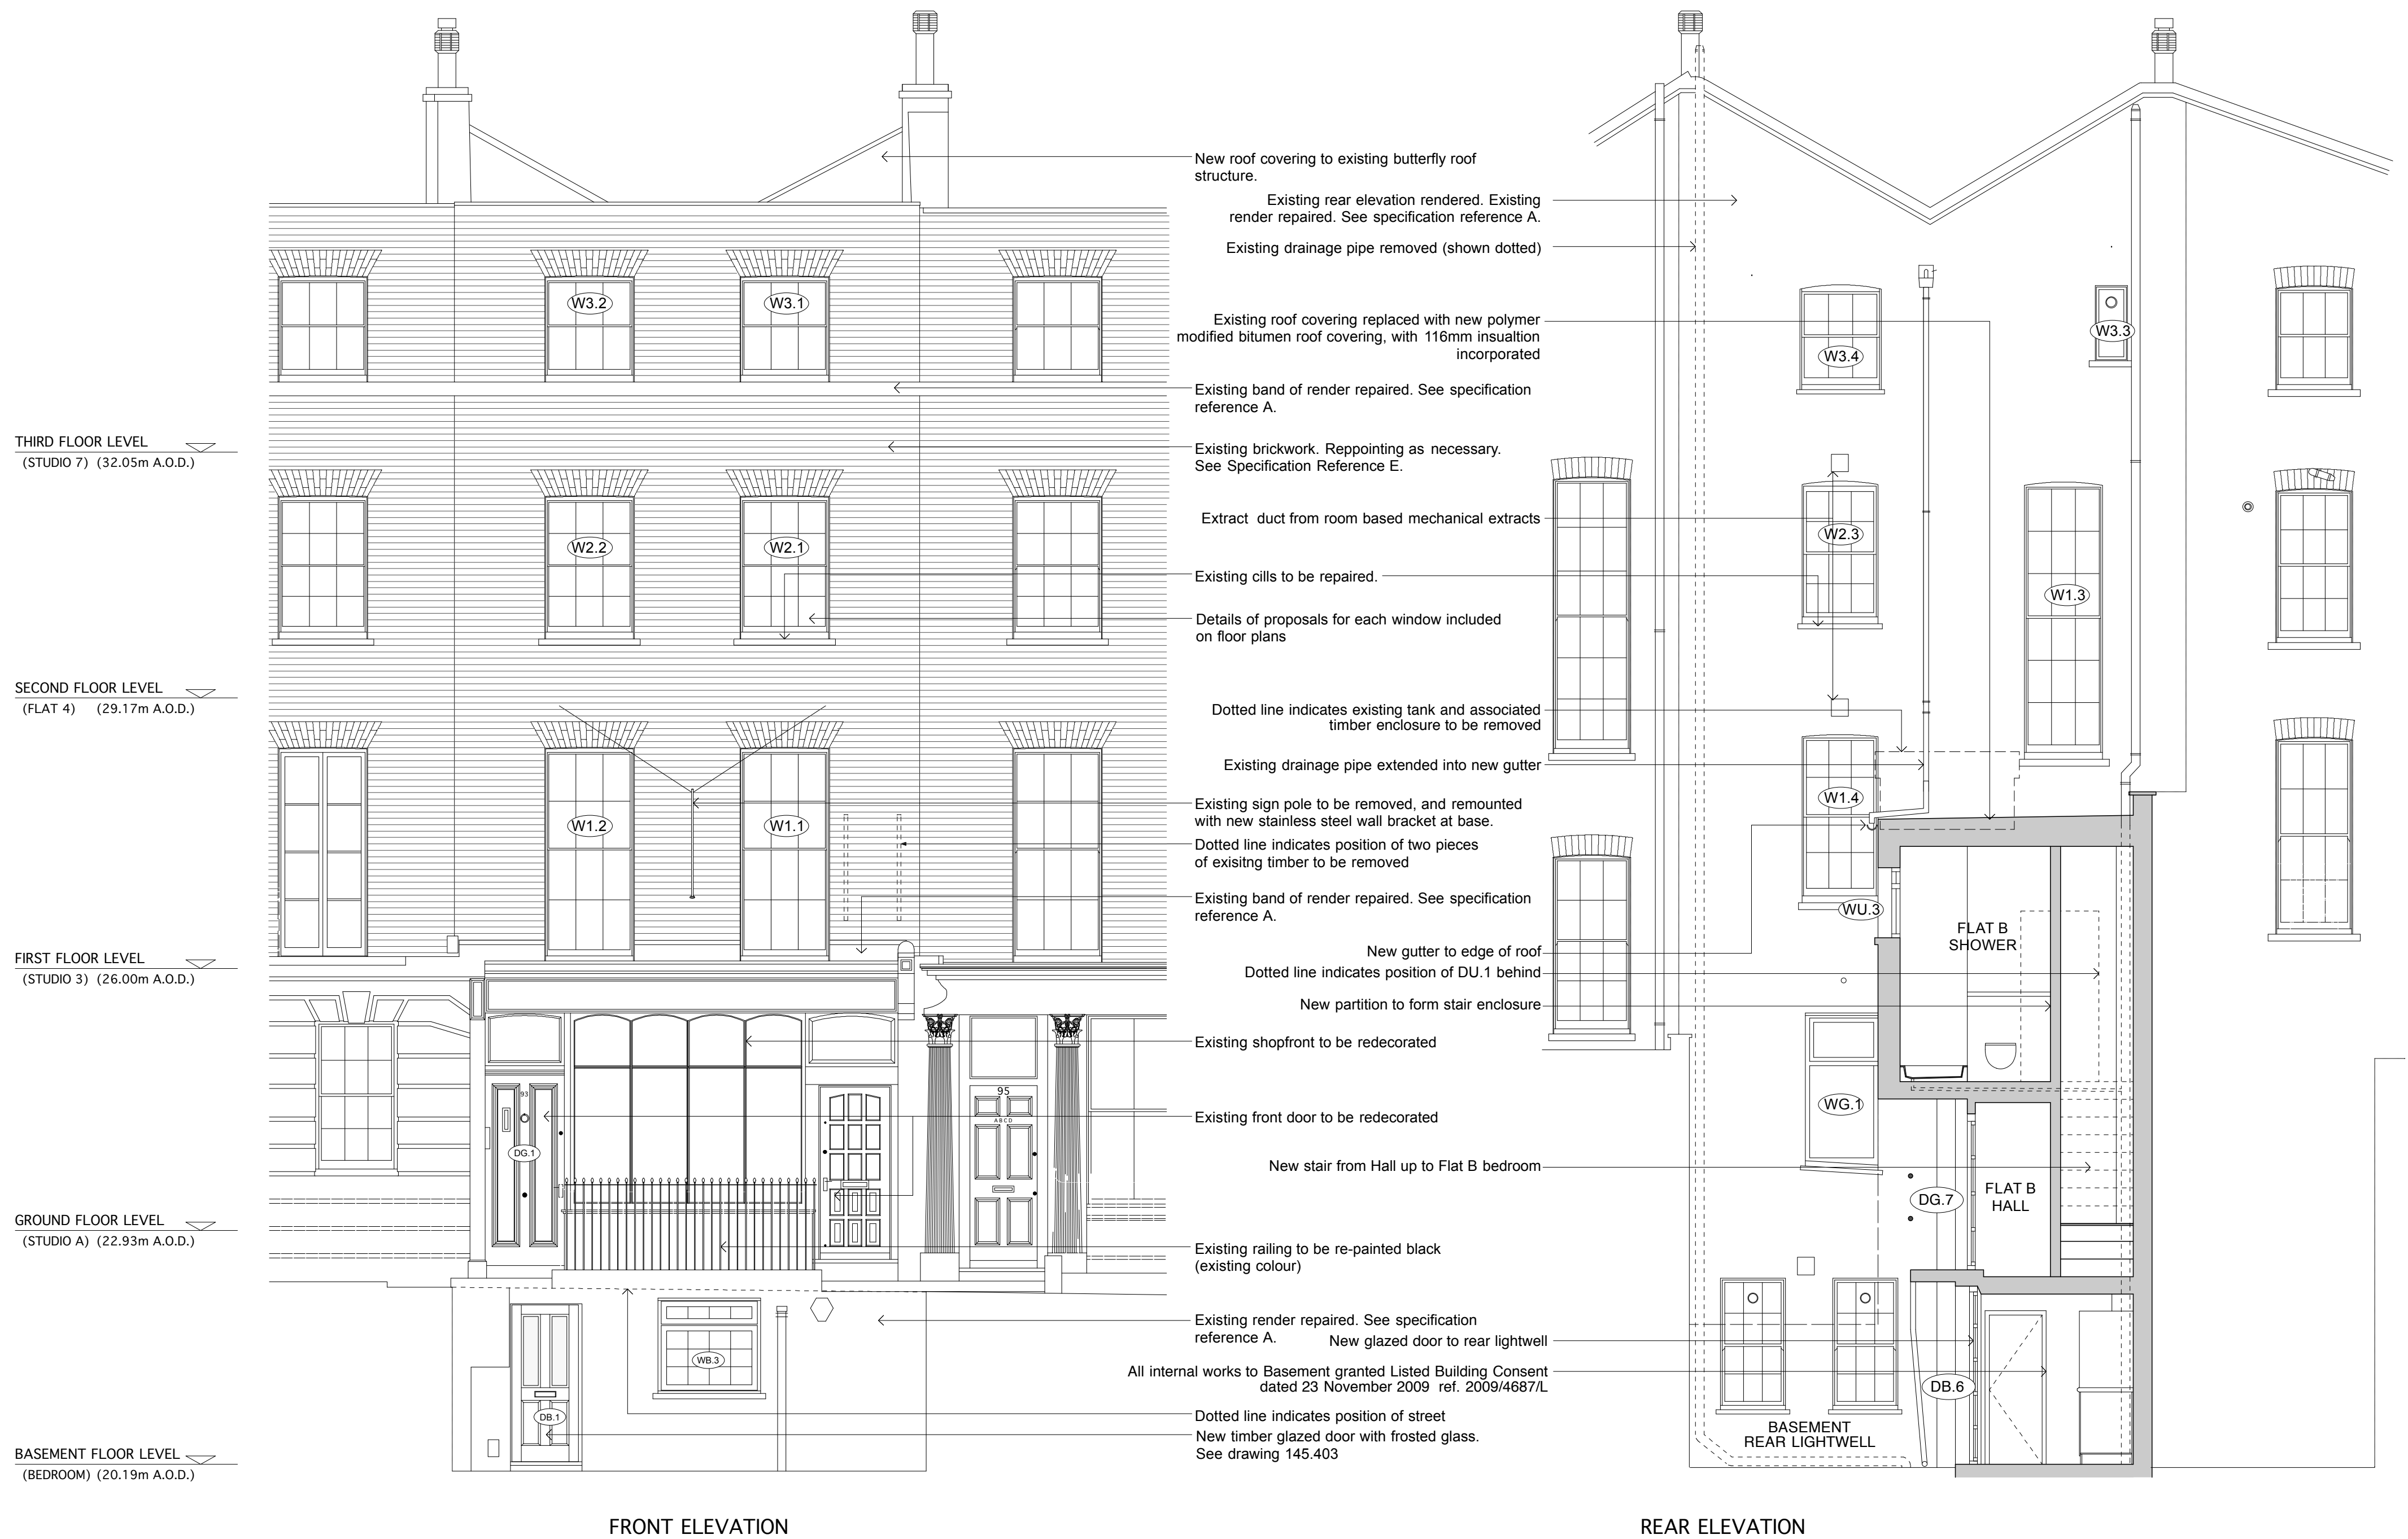 THIRD FLOOR LEVEL
(STUDIO 7) (32.05m A.O.D.)
SECOND FLOOR LEVEL
(FLAT 4) (29.17m A.O.D.)
FIRST FLOOR LEVEL
(STUDIO 3) (26.00m A.O.D.)
GROUND FLOOR LEVEL
(STUDIO A) (22.93m A.O.D.)
BASEMENT FLOOR LEVEL
(BEDROOM) (20.19m A.O.D.)
W3.2
W3.1
W2.2
W2.1
W1.2
W1.1
93
DG.1
95
A B C D
WB.3
DB.1
FRONT ELEVATION
New roof covering to existing butterfly roof
structure.
Existing rear elevation rendered. Existing
render repaired. See specification reference A.
Existing drainage pipe removed (shown dotted)
Existing roof covering replaced with new polymer
modified bitumen roof covering, with 116mm insualtion
incorporated
Existing band of render repaired. See specification
reference A.
Existing brickwork. Reppointing as necessary.
See Specification Reference E.
Extract duct from room based mechanical extracts
Existing cills to be repaired.
Details of proposals for each window included
on floor plans
Dotted line indicates existing tank and associated
timber enclosure to be removed
Existing drainage pipe extended into new gutter
Existing sign pole to be removed, and remounted
with new stainless steel wall bracket at base.
Dotted line indicates position of two pieces
of exisitng timber to be removed
Existing band of render repaired. See specification
reference A.
New gutter to edge of roof
Dotted line indicates position of DU.1 behind
New partition to form stair enclosure
Existing shopfront to be redecorated
Existing front door to be redecorated
New stair from Hall up to Flat B bedroom
Existing railing to be re-painted black
(existing colour)
Existing render repaired. See specification
reference A.
New glazed door to rear lightwell
All internal works to Basement granted Listed Building Consent
dated 23 November 2009 ref. 2009/4687/L
Dotted line indicates position of street
New timber glazed door with frosted glass.
See drawing 145.403
W3.4
W3.3
W2.3
W1.3
W1.4
WU.3
FLAT B
SHOWER
WG.1
DG.7
FLAT B
HALL
DB.6
BASEMENT
REAR LIGHTWELL
REAR ELEVATION